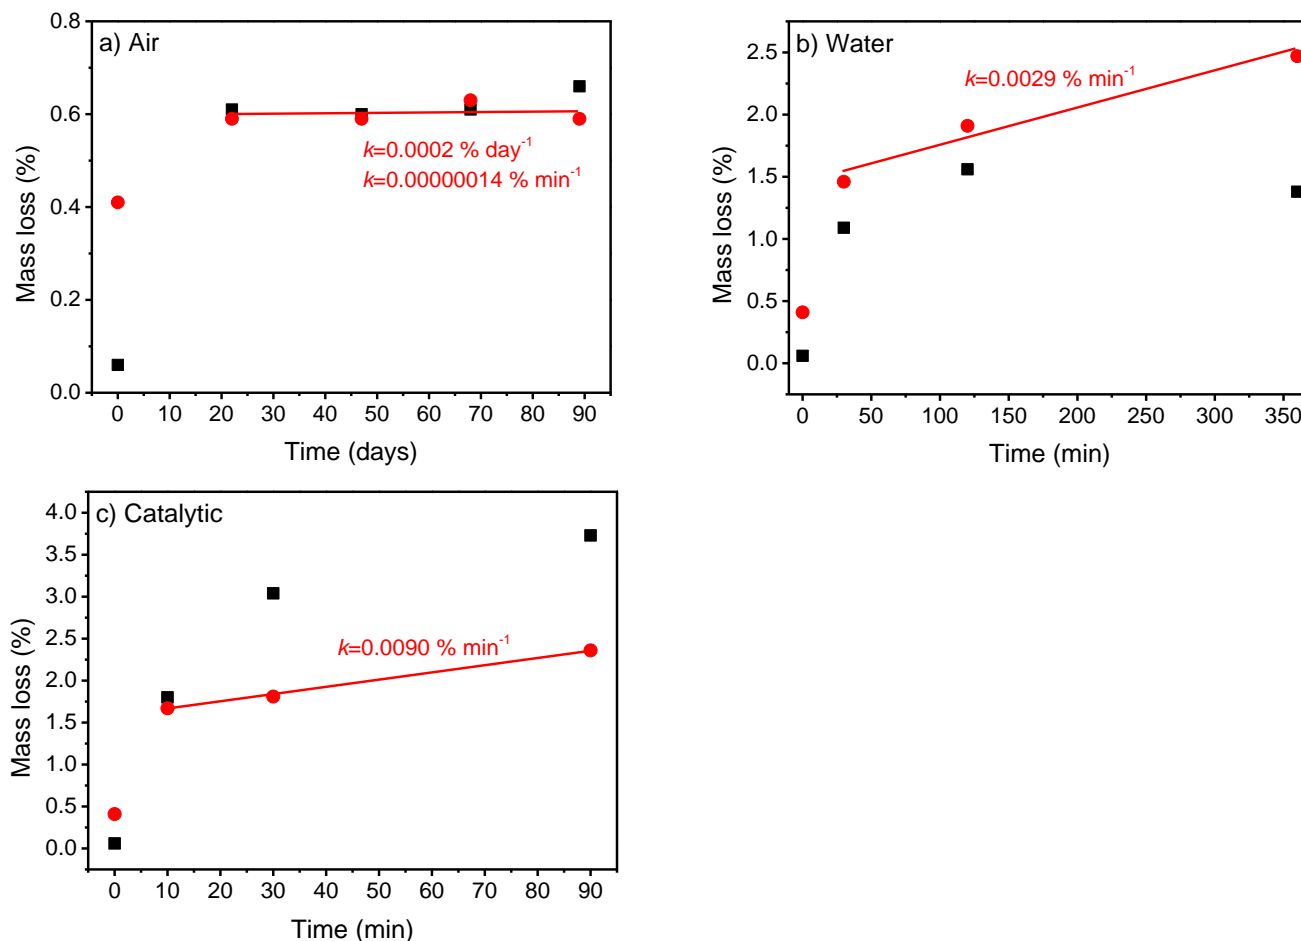 a) Air
k=0.0002 % day-1
k=0.00000014 % min-1
0.8
0.6
0.4
0.2
0.0
Mass loss (%)
0 10 20 30 40 50 60 70 80 90
Time (days)
b) Water
k=0.0029 % min-1
2.5
2.0
1.5
1.0
0.5
0.0
Mass loss (%)
0 50 100 150 200 250 300 350
Time (min)
c) Catalytic
k=0.0090 % min-1
4.0
3.5
3.0
2.5
2.0
1.5
1.0
0.5
0.0
Mass loss (%)
0 10 20 30 40 50 60 70 80 90
Time (min)